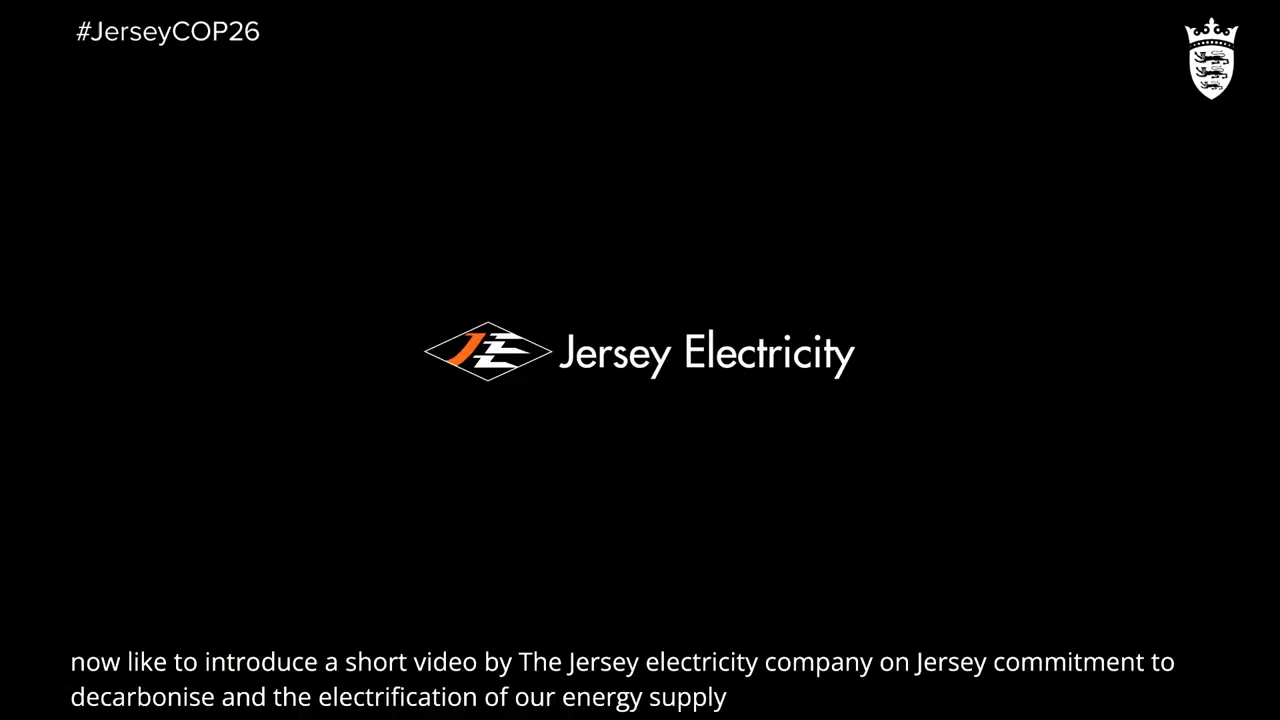 #JerseyCOP26
JE Jersey Electricity
now like to introduce a short video by The Jersey electricity company on Jersey commitment to
decarbonise and the electrification of our energy supply